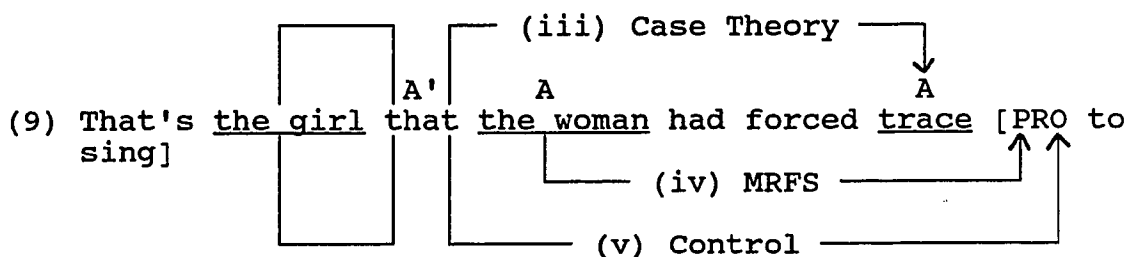 (iii) Case Theory
A' A A
(9) That's the girl that the woman had forced trace [PRO to
sing]
(iv) MRFS
(v) Control